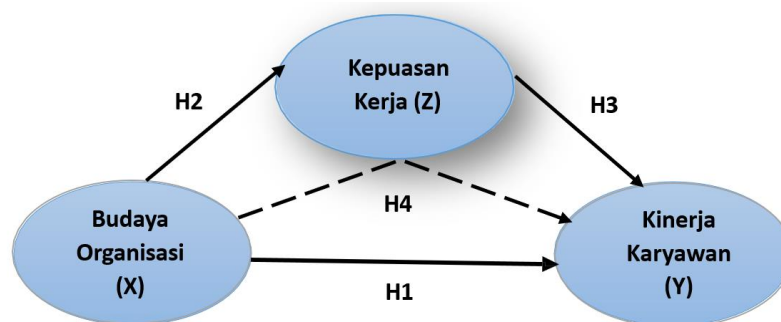 Kepuasan
Kerja (Z)
H2
H3
H4
Budaya
Organisasi
(X)
Kinerja
Karyawan
(Y)
H1